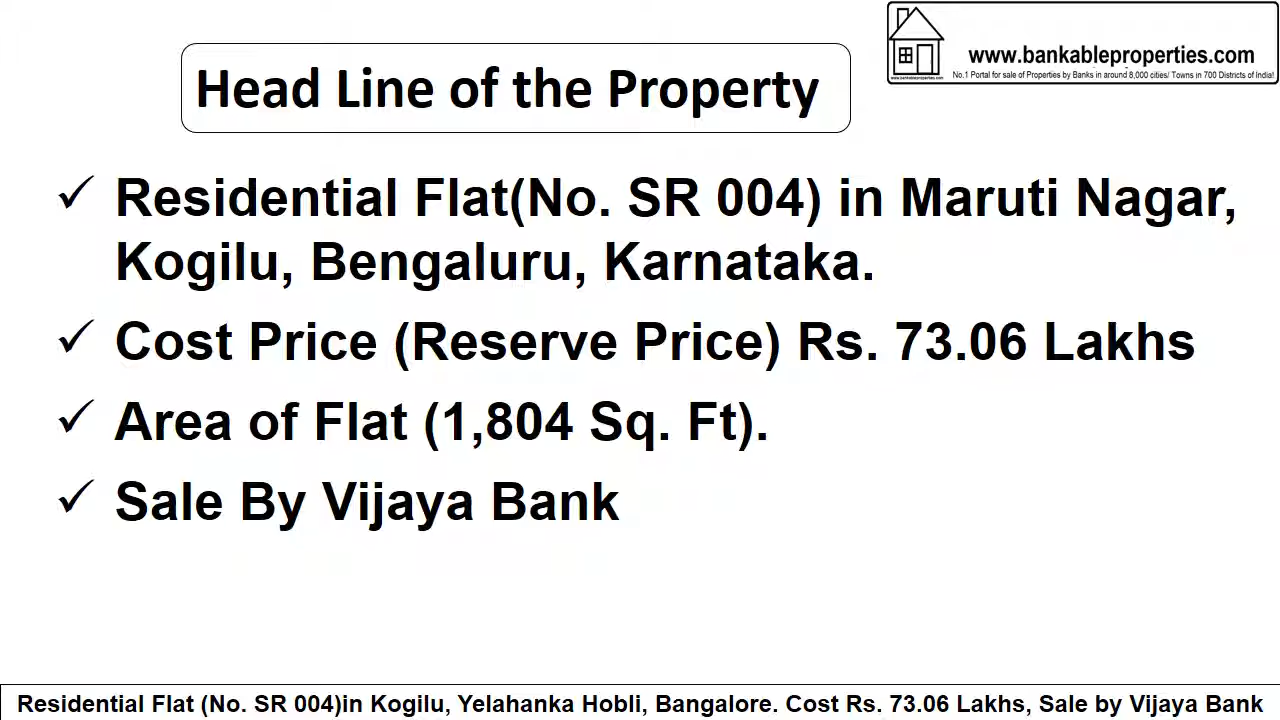 www.bankableproperties.com
No.1 Portal for sale of Properties by Banks in around 8,000 cities/ Towns in 700 Districts of India!
Head Line of the Property
✓ Residential Flat(No. SR 004) in Maruti Nagar,
Kogilu, Bengaluru, Karnataka.
✓ Cost Price (Reserve Price) Rs. 73.06 Lakhs
✓ Area of Flat (1,804 Sq. Ft).
✓ Sale By Vijaya Bank
Residential Flat (No. SR 004)in Kogilu, Yelahanka Hobli, Bangalore. Cost Rs. 73.06 Lakhs, Sale by Vijaya Bank